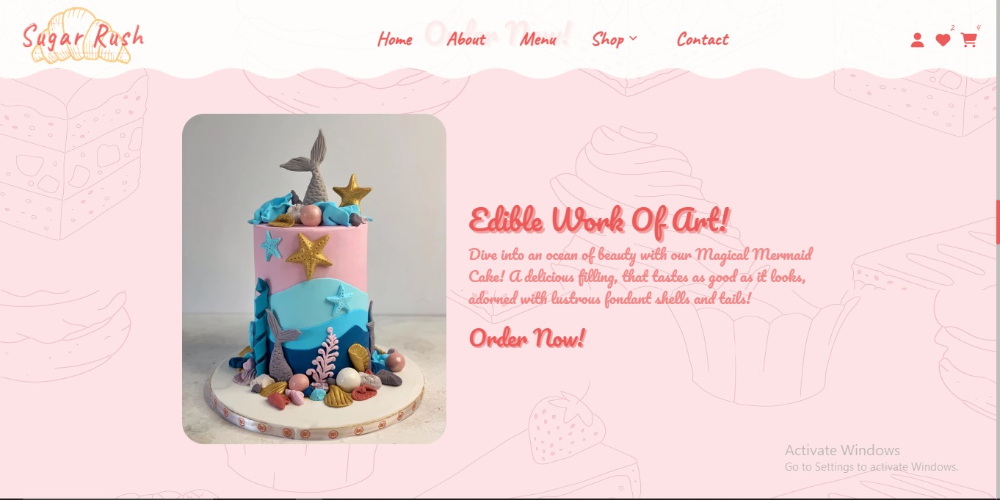 Sugar Rush
Order Now!
Home About Menu Shop Contact
2 4
Edible Work Of Art!
Dive into an ocean of beauty with our Magical Mermaid
Cake! A delicious filling, that tastes as good as it looks,
adorned with lustrous fondant shells and tails!
Order Now!
Activate Windows
Go to Settings to activate Windows.